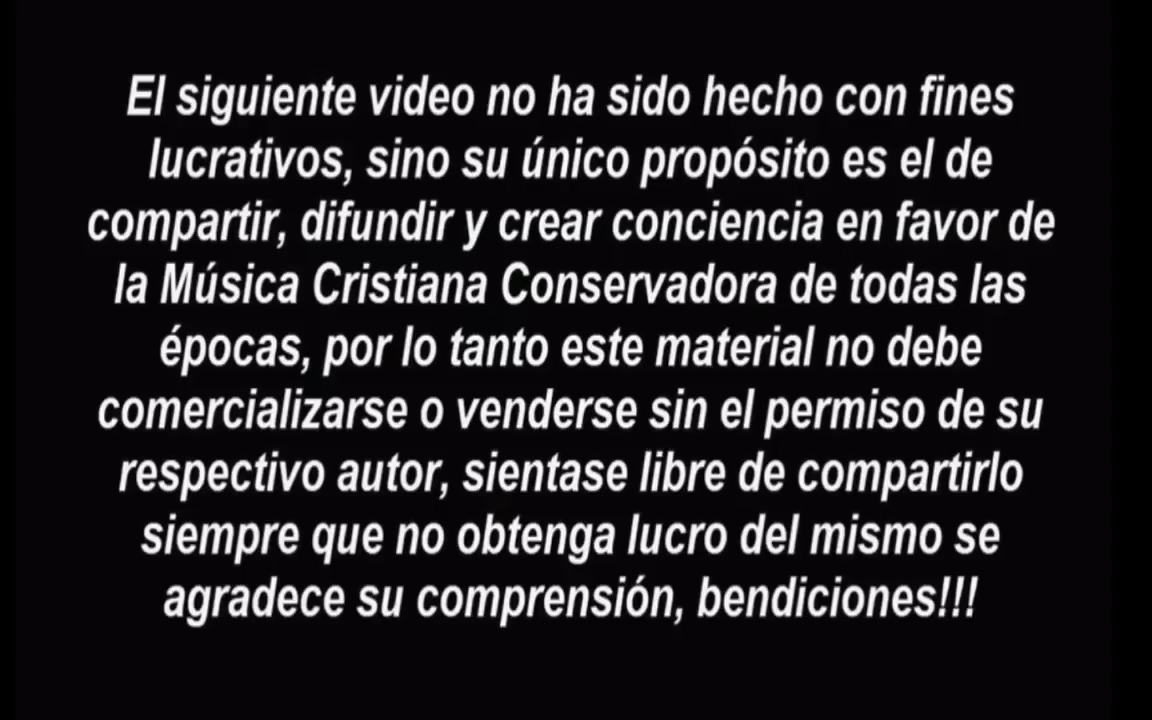 El siguiente video no ha sido hecho con fines
lucrativos, sino su único propósito es el de
compartir, difundir y crear conciencia en favor de
la Música Cristiana Conservadora de todas las
épocas, por lo tanto este material no debe
comercializarse o venderse sin el permiso de su
respectivo autor, sientase libre de compartirlo
siempre que no obtenga lucro del mismo se
agradece su comprensión, bendiciones!!!